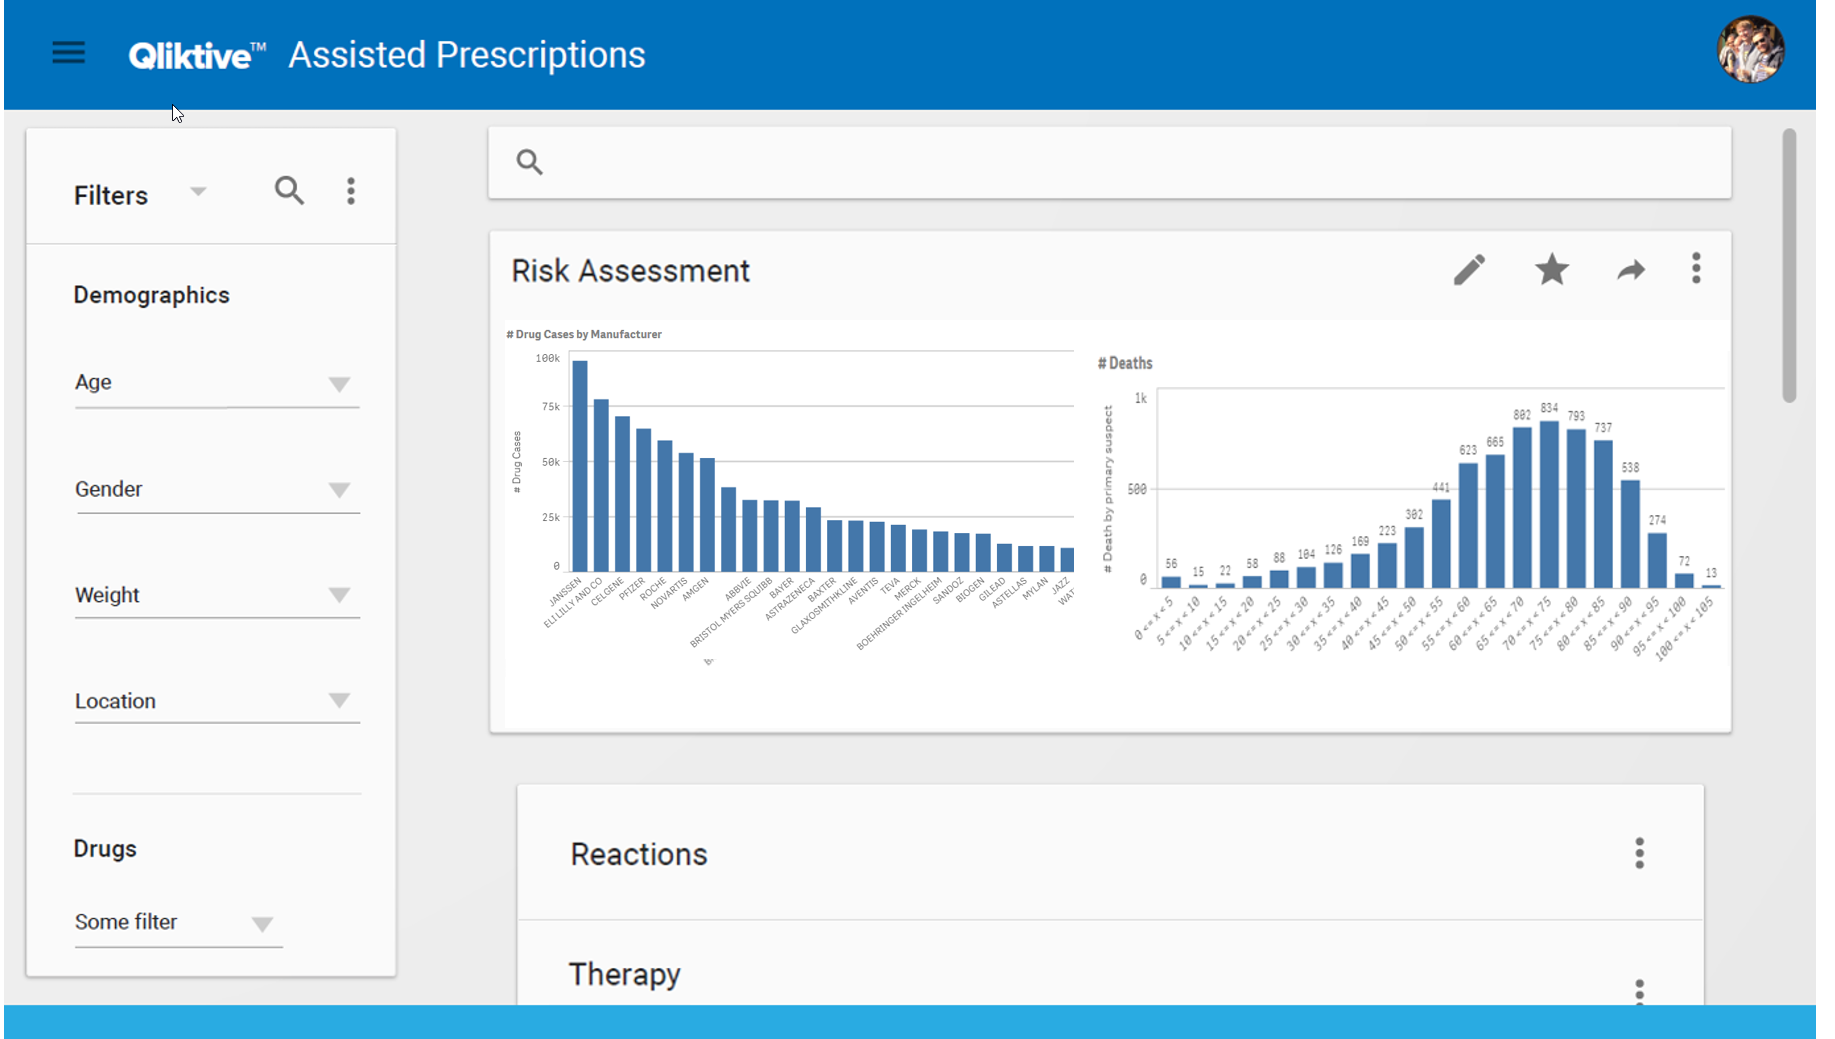 Qliktive™ Assisted Prescriptions
Filters
Demographics
Age
Gender
Weight
Location
Drugs
Some filter
Risk Assessment
# Drug Cases by Manufacturer
# Drug Cases
100k
75k
50k
25k
0
JANSSEN
ELI LILLY AND CO
CELGENE
PFIZER
ROCHE
NOVARTIS
AMGEN
ABBVIE
BRISTOL MYERS SQUIBB
BAYER
ASTRAZENECA
BAXTER
GLAXOSMITHKLINE
AVENTIS
TEVA
MERCK
BOEHRINGER INGELHEIM
SANDOZ
BIOGEN
GILEAD
ASTELLAS
MYLAN
JAZZ
WAT
# Deaths
# Death by primary suspect
1k
500
0
56
15
22
58
88
104
126
169
223
302
441
623
665
802
834
793
737
538
274
72
13
0 <= x < 5
5 <= x < 10
10 <= x < 15
15 <= x < 20
20 <= x < 25
25 <= x < 30
30 <= x < 35
35 <= x < 40
40 <= x < 45
45 <= x < 50
50 <= x < 55
55 <= x < 60
60 <= x < 65
65 <= x < 70
70 <= x < 75
75 <= x < 80
80 <= x < 85
85 <= x < 90
90 <= x < 95
95 <= x < 100
100 <= x < 105
Reactions
Therapy